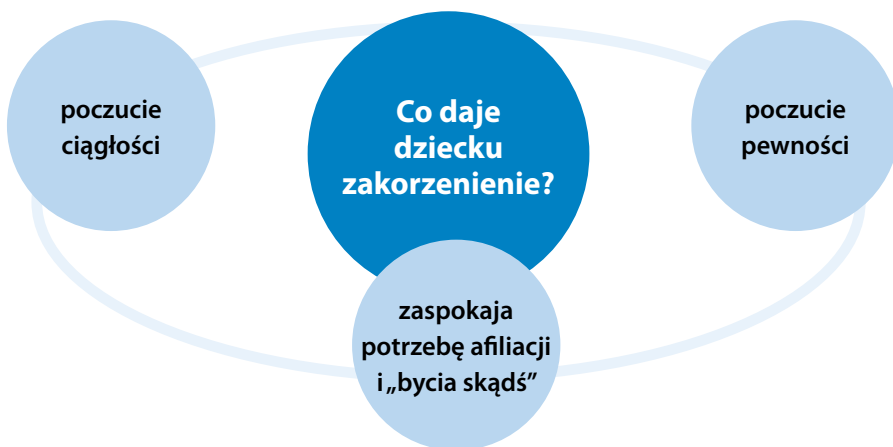 Co daje
dziecku
zakorzenienie?
poczucie
ciągłości
poczucie
pewności
zaspokaja
potrzebę afiliacji
i „bycia skądś”